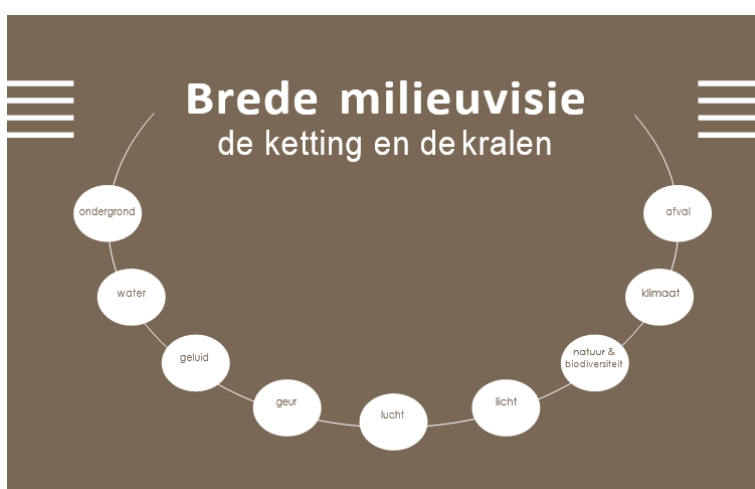 Brede milieuvisie
de ketting en de kralen
ondergrond
water
geluid
geur
lucht
licht
natuur &
biodiversiteit
klimaat
afval